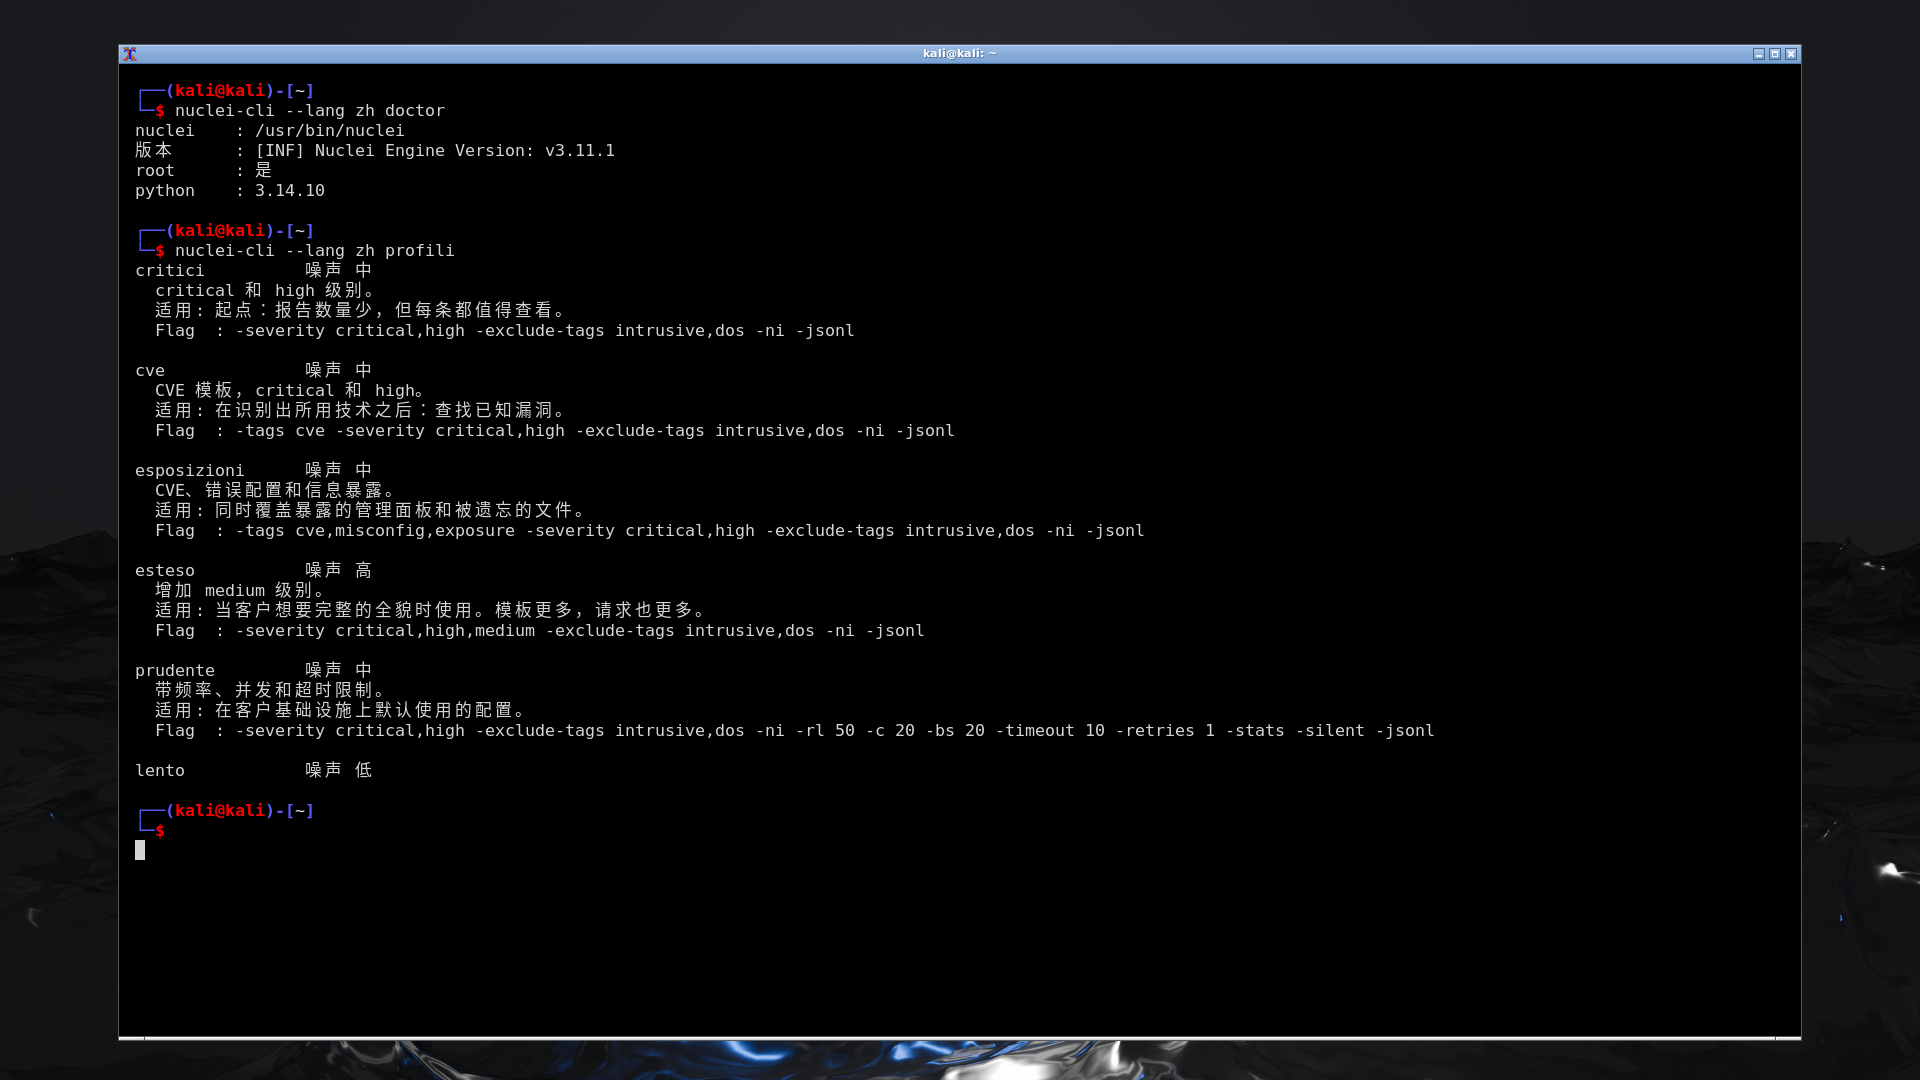 kali@kali: ~
┌──(kali@kali)-[~]
└─$ nuclei-cli --lang zh doctor
nuclei    : /usr/bin/nuclei
版本      : [INF] Nuclei Engine Version: v3.11.1
root      : 是
python    : 3.14.10
┌──(kali@kali)-[~]
└─$ nuclei-cli --lang zh profili
critici          噪声 中
  critical 和 high 级别。
  适用: 起点：报告数量少，但每条都值得查看。
  Flag  : -severity critical,high -exclude-tags intrusive,dos -ni -jsonl
cve              噪声 中
  CVE 模板，critical 和 high。
  适用: 在识别出所用技术之后：查找已知漏洞。
  Flag  : -tags cve -severity critical,high -exclude-tags intrusive,dos -ni -jsonl
esposizioni      噪声 中
  CVE、错误配置和信息暴露。
  适用: 同时覆盖暴露的管理面板和被遗忘的文件。
  Flag  : -tags cve,misconfig,exposure -severity critical,high -exclude-tags intrusive,dos -ni -jsonl
esteso           噪声 高
  增加 medium 级别。
  适用: 当客户想要完整的全貌时使用。模板更多，请求也更多。
  Flag  : -severity critical,high,medium -exclude-tags intrusive,dos -ni -jsonl
prudente         噪声 中
  带频率、并发和超时限制。
  适用: 在客户基础设施上默认使用的配置。
  Flag  : -severity critical,high -exclude-tags intrusive,dos -ni -rl 50 -c 20 -bs 20 -timeout 10 -retries 1 -stats -silent -jsonl
lento            噪声 低
┌──(kali@kali)-[~]
└─$